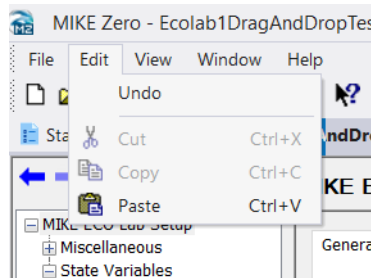 MIKE Zero - Ecolab1DragAndDropTes
File Edit View Window Help
Undo
Cut Ctrl+X
Copy Ctrl+C
Paste Ctrl+V
MIKE ECO Lab Setup
Miscellaneous
State Variables
Genera